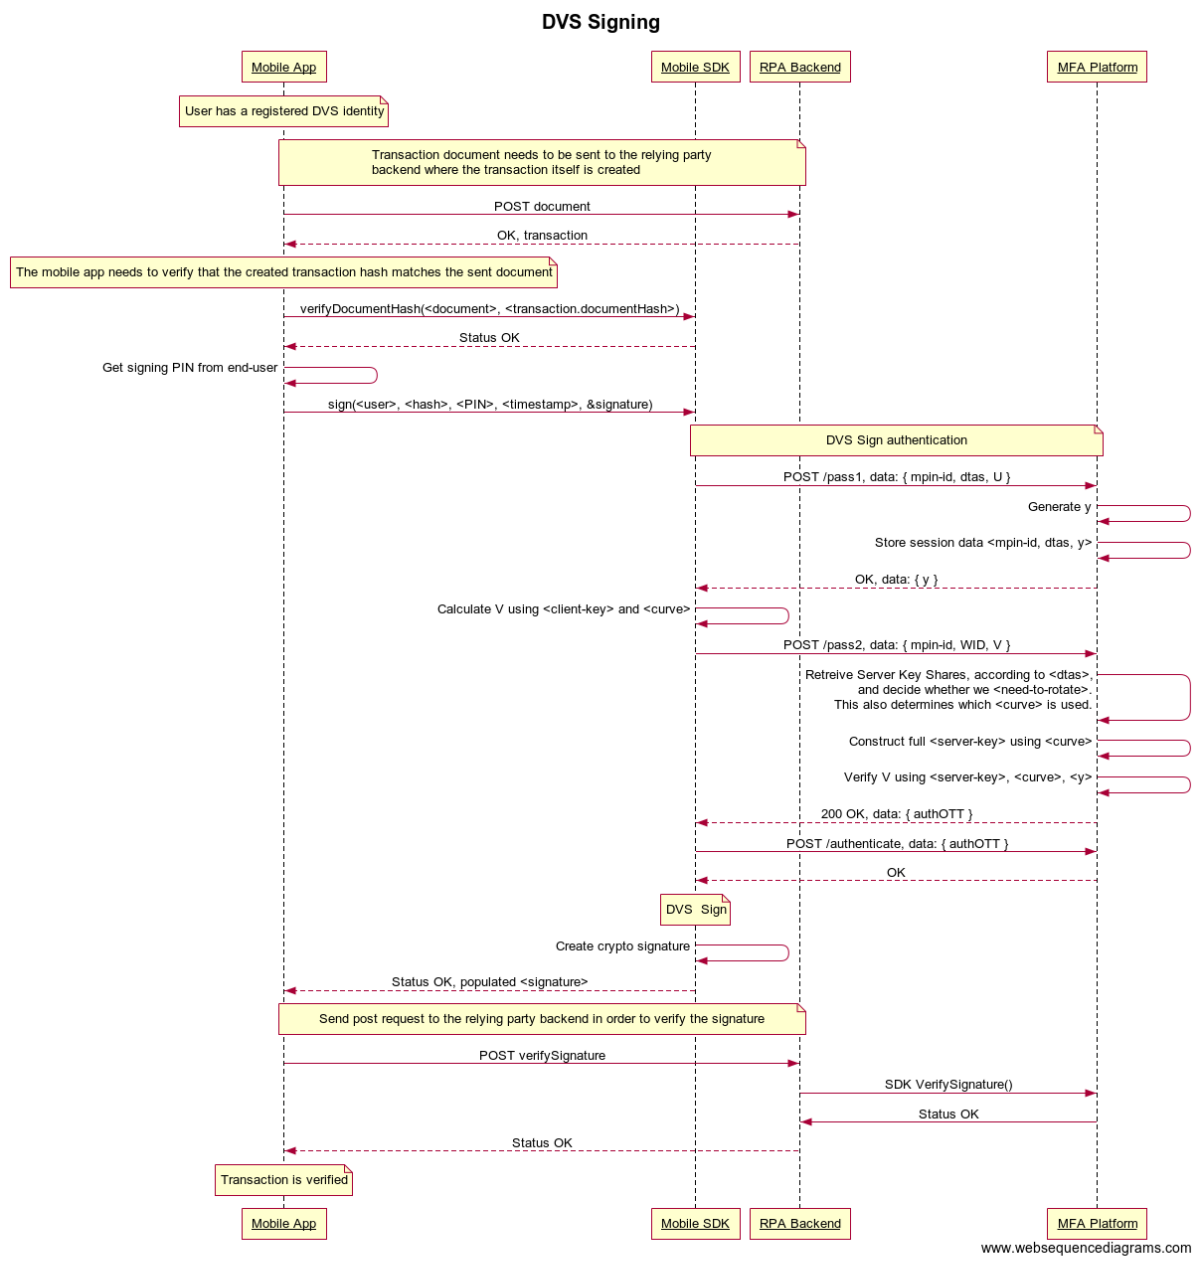 DVS Signing
Mobile App
Mobile SDK
RPA Backend
MFA Platform
User has a registered DVS identity
Transaction document needs to be sent to the relying party
backend where the transaction itself is created
POST document
OK, transaction
The mobile app needs to verify that the created transaction hash matches the sent document
verifyDocumentHash(<document>, <transaction.documentHash>)
Status OK
Get signing PIN from end-user
sign(<user>, <hash>, <PIN>, <timestamp>, &signature)
DVS Sign authentication
POST /pass1, data: { mpin-id, dtas, U }
Generate y
Store session data <mpin-id, dtas, y>
OK, data: { y }
Calculate V using <client-key> and <curve>
POST /pass2, data: { mpin-id, WID, V }
Retreive Server Key Shares, according to <dtas>,
and decide whether we <need-to-rotate>.
This also determines which <curve> is used.
Construct full <server-key> using <curve>
Verify V using <server-key>, <curve>, <y>
200 OK, data: { authOTT }
POST /authenticate, data: { authOTT }
OK
DVS  Sign
Create crypto signature
Status OK, populated <signature>
Send post request to the relying party backend in order to verify the signature
POST verifySignature
SDK VerifySignature()
Status OK
Status OK
Transaction is verified
Mobile App
Mobile SDK
RPA Backend
MFA Platform
www.websequencediagrams.com